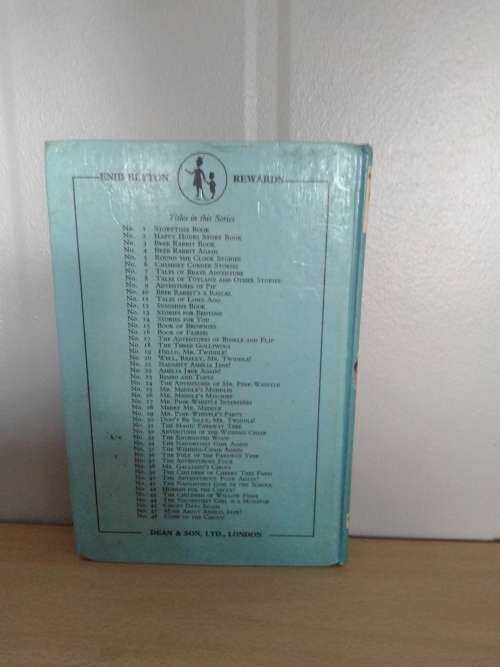 ENID BLYTON REWARDS
Titles in this Series
No. 1 STORYTIME BOOK
No. 2 HAPPY HOURS STORY BOOK
No. 3 BRER RABBIT BOOK
No. 4 BRER RABBIT AGAIN
No. 5 ROUND THE CLOCK STORIES
No. 6 CHIMNEY CORNER STORIES
No. 7 TALES OF BRAVE ADVENTURE
No. 8 TALES OF TOYLAND AND OTHER STORIES
No. 9 ADVENTURES OF PIP
No. 10 BRER RABBIT'S A RASCAL
No. 11 TALES OF LONG AGO
No. 12 SUNSHINE BOOK
No. 13 STORIES FOR BEDTIME
No. 14 STORIES FOR YOU
No. 15 BOOK OF BROWNIES
No. 16 BOOK OF FAIRIES
No. 17 THE ADVENTURES OF BINKLE AND FLIP
No. 18 THE THREE GOLLIWOGS
No. 19 HELLO, MR. TWIDDLE!
No. 20 WELL, REALLY, MR. TWIDDLE!
No. 21 NAUGHTY AMELIA JANE!
No. 22 AMELIA JANE AGAIN!
No. 23 BIMBO AND TOPSY
No. 24 THE ADVENTURES OF MR. PINK-WHISTLE
No. 25 MR. MEDDLE'S MUDDLES
No. 26 MR. MEDDLE'S MISCHIEF
No. 27 MR. PINK-WHISTLE INTERFERES
No. 28 MERRY MR. MEDDLE
No. 29 MR. PINK-WHISTLE'S PARTY
No. 30 DON'T BE SILLY, MR. TWIDDLE!
No. 31 THE MAGIC FARAWAY TREE
No. 32 ADVENTURES OF THE WISHING-CHAIR
No. 33 THE ENCHANTED WOOD
No. 34 THE NAUGHTIEST GIRL AGAIN
No. 35 THE WISHING-CHAIR AGAIN
No. 36 THE FOLK OF THE FARAWAY TREE
No. 37 THE ADVENTUROUS FOUR
No. 38 MR. GALLIANO'S CIRCUS
No. 39 THE CHILDREN OF CHERRY TREE FARM
No. 40 THE ADVENTUROUS FOUR AGAIN!
No. 41 THE NAUGHTIEST GIRL IN THE SCHOOL
No. 42 HURRAH FOR THE CIRCUS!
No. 43 THE CHILDREN OF WILLOW FARM
No. 44 THE NAUGHTIEST GIRL IS A MONITOR
No. 45 CIRCUS DAYS AGAIN
No. 46 MORE ABOUT AMELIA JANE!
COME TO THE CIRCUS!
DEAN & SON, LTD., LONDON